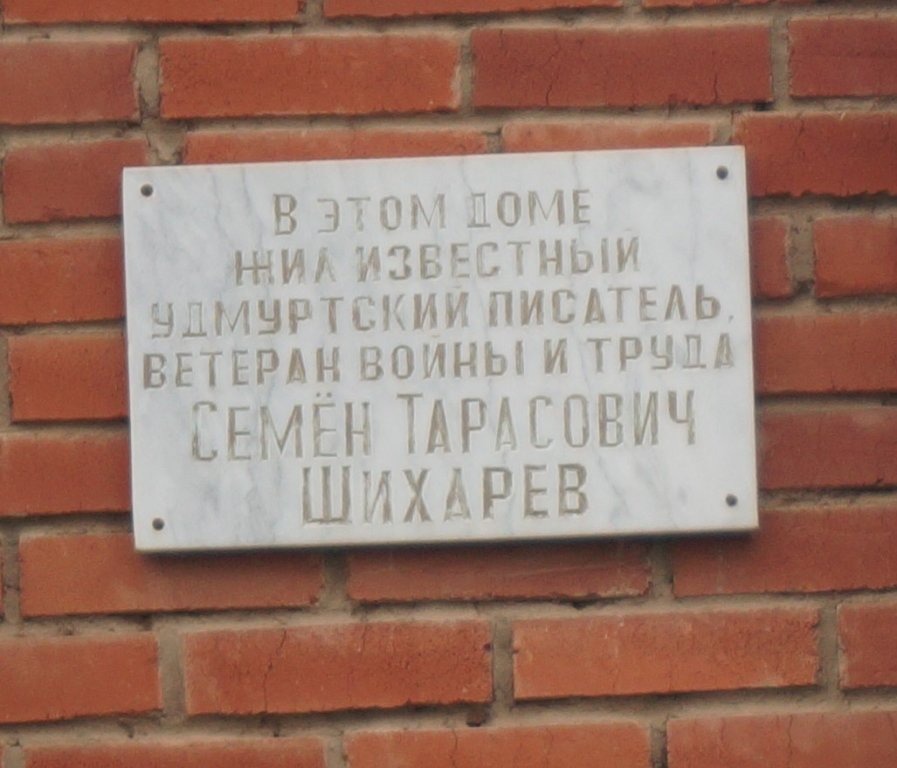 В ЭТОМ ДОМЕ
ЖИЛ ИЗВЕСТНЫЙ
УДМУРТСКИЙ ПИСАТЕЛЬ,
ВЕТЕРАН ВОЙНЫ И ТРУДА
СЕМЁН ТАРАСОВИЧ
ШИХАРЕВ